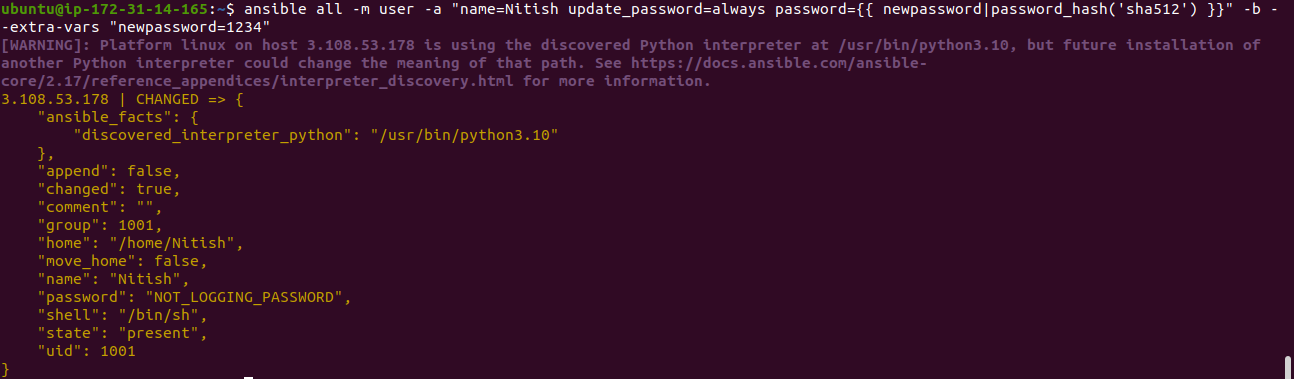 ubuntu@ip-172-31-14-165:~$ ansible all -m user -a "name=Nitish update_password=always password={{ newpassword|password_hash('sha512') }}" -b -
-extra-vars "newpassword=1234"
[WARNING]: Platform linux on host 3.108.53.178 is using the discovered Python interpreter at /usr/bin/python3.10, but future installation of
another Python interpreter could change the meaning of that path. See https://docs.ansible.com/ansible-
core/2.17/reference_appendices/interpreter_discovery.html for more information.
3.108.53.178 | CHANGED => {
    "ansible_facts": {
        "discovered_interpreter_python": "/usr/bin/python3.10"
    },
    "append": false,
    "changed": true,
    "comment": "",
    "group": 1001,
    "home": "/home/Nitish",
    "move_home": false,
    "name": "Nitish",
    "password": "NOT_LOGGING_PASSWORD",
    "shell": "/bin/sh",
    "state": "present",
    "uid": 1001
}